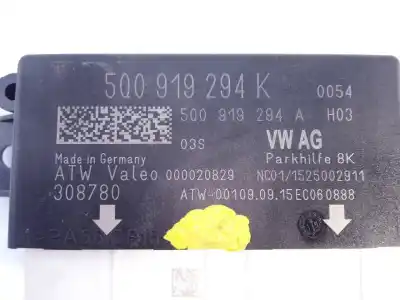 5Q0 919 294 K
0054
5Q0 919 294 A
H03
03S
VW AG
Made in Germany
Parkhilfe 8K
ATW Valeo 000020829
NC01/1525002911
308780
ATW-00109.09.15EC060888